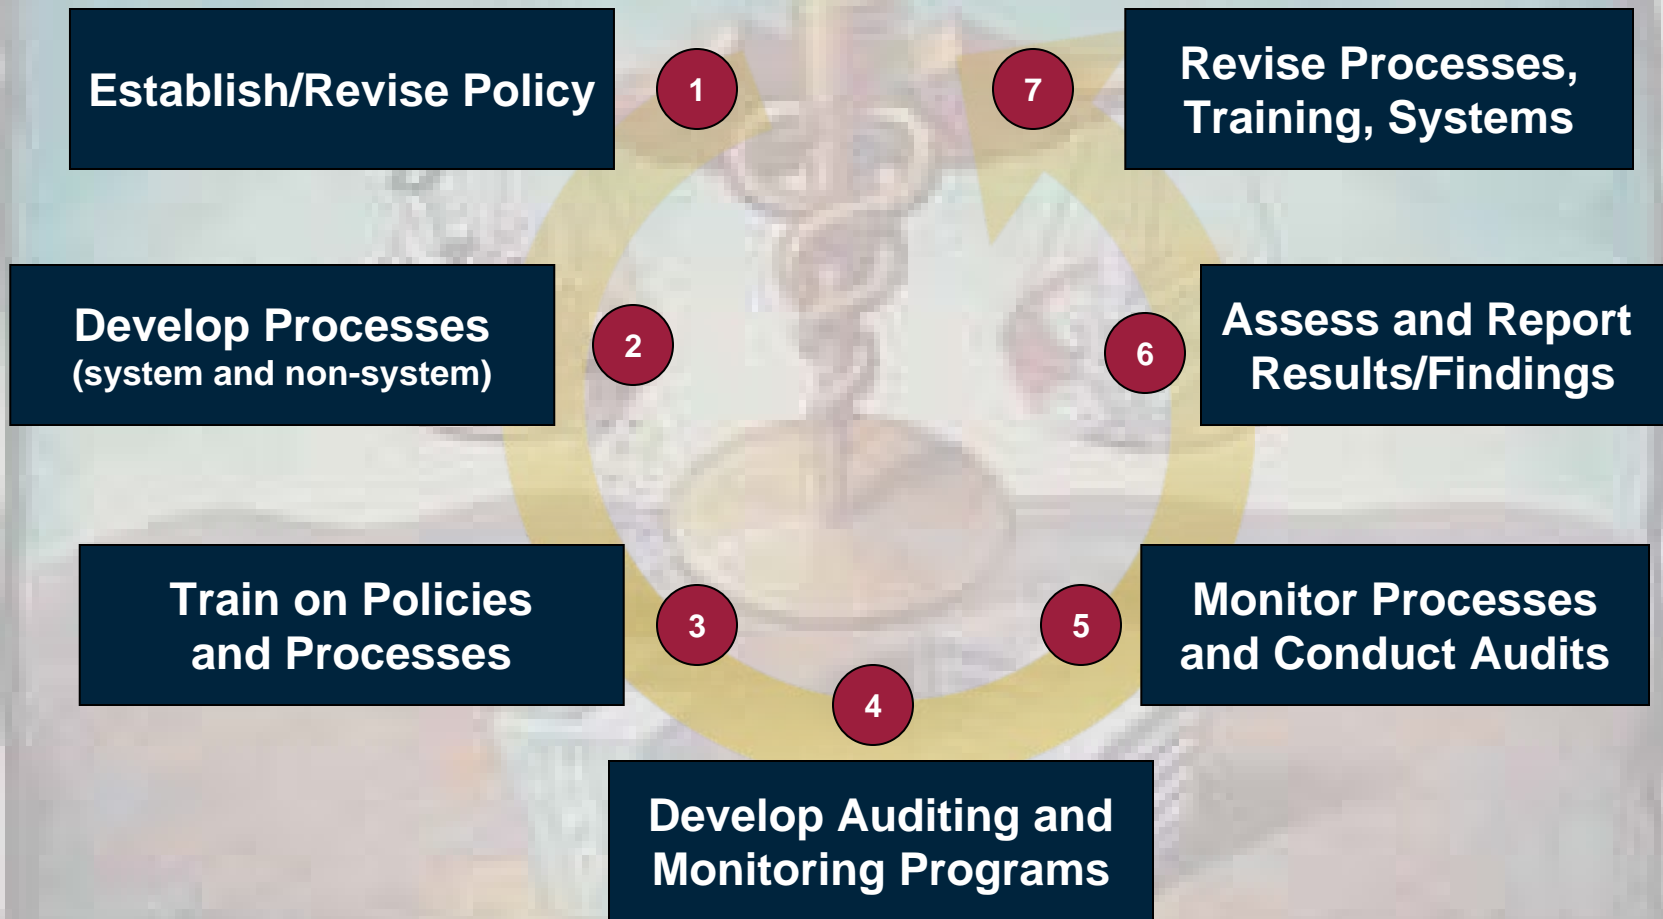 1
Establish/Revise Policy
2
Develop Processes
(system and non-system)
3
Train on Policies
and Processes
4
Develop Auditing and
Monitoring Programs
5
Monitor Processes
and Conduct Audits
6
Assess and Report
Results/Findings
7
Revise Processes,
Training, Systems